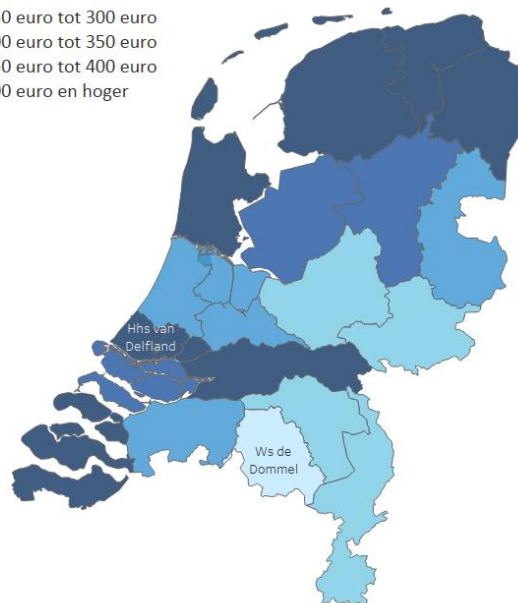 0 euro tot 300 euro
0 euro tot 350 euro
0 euro tot 400 euro
0 euro en hoger
Hhs van
Delfland
Ws de
Dommel